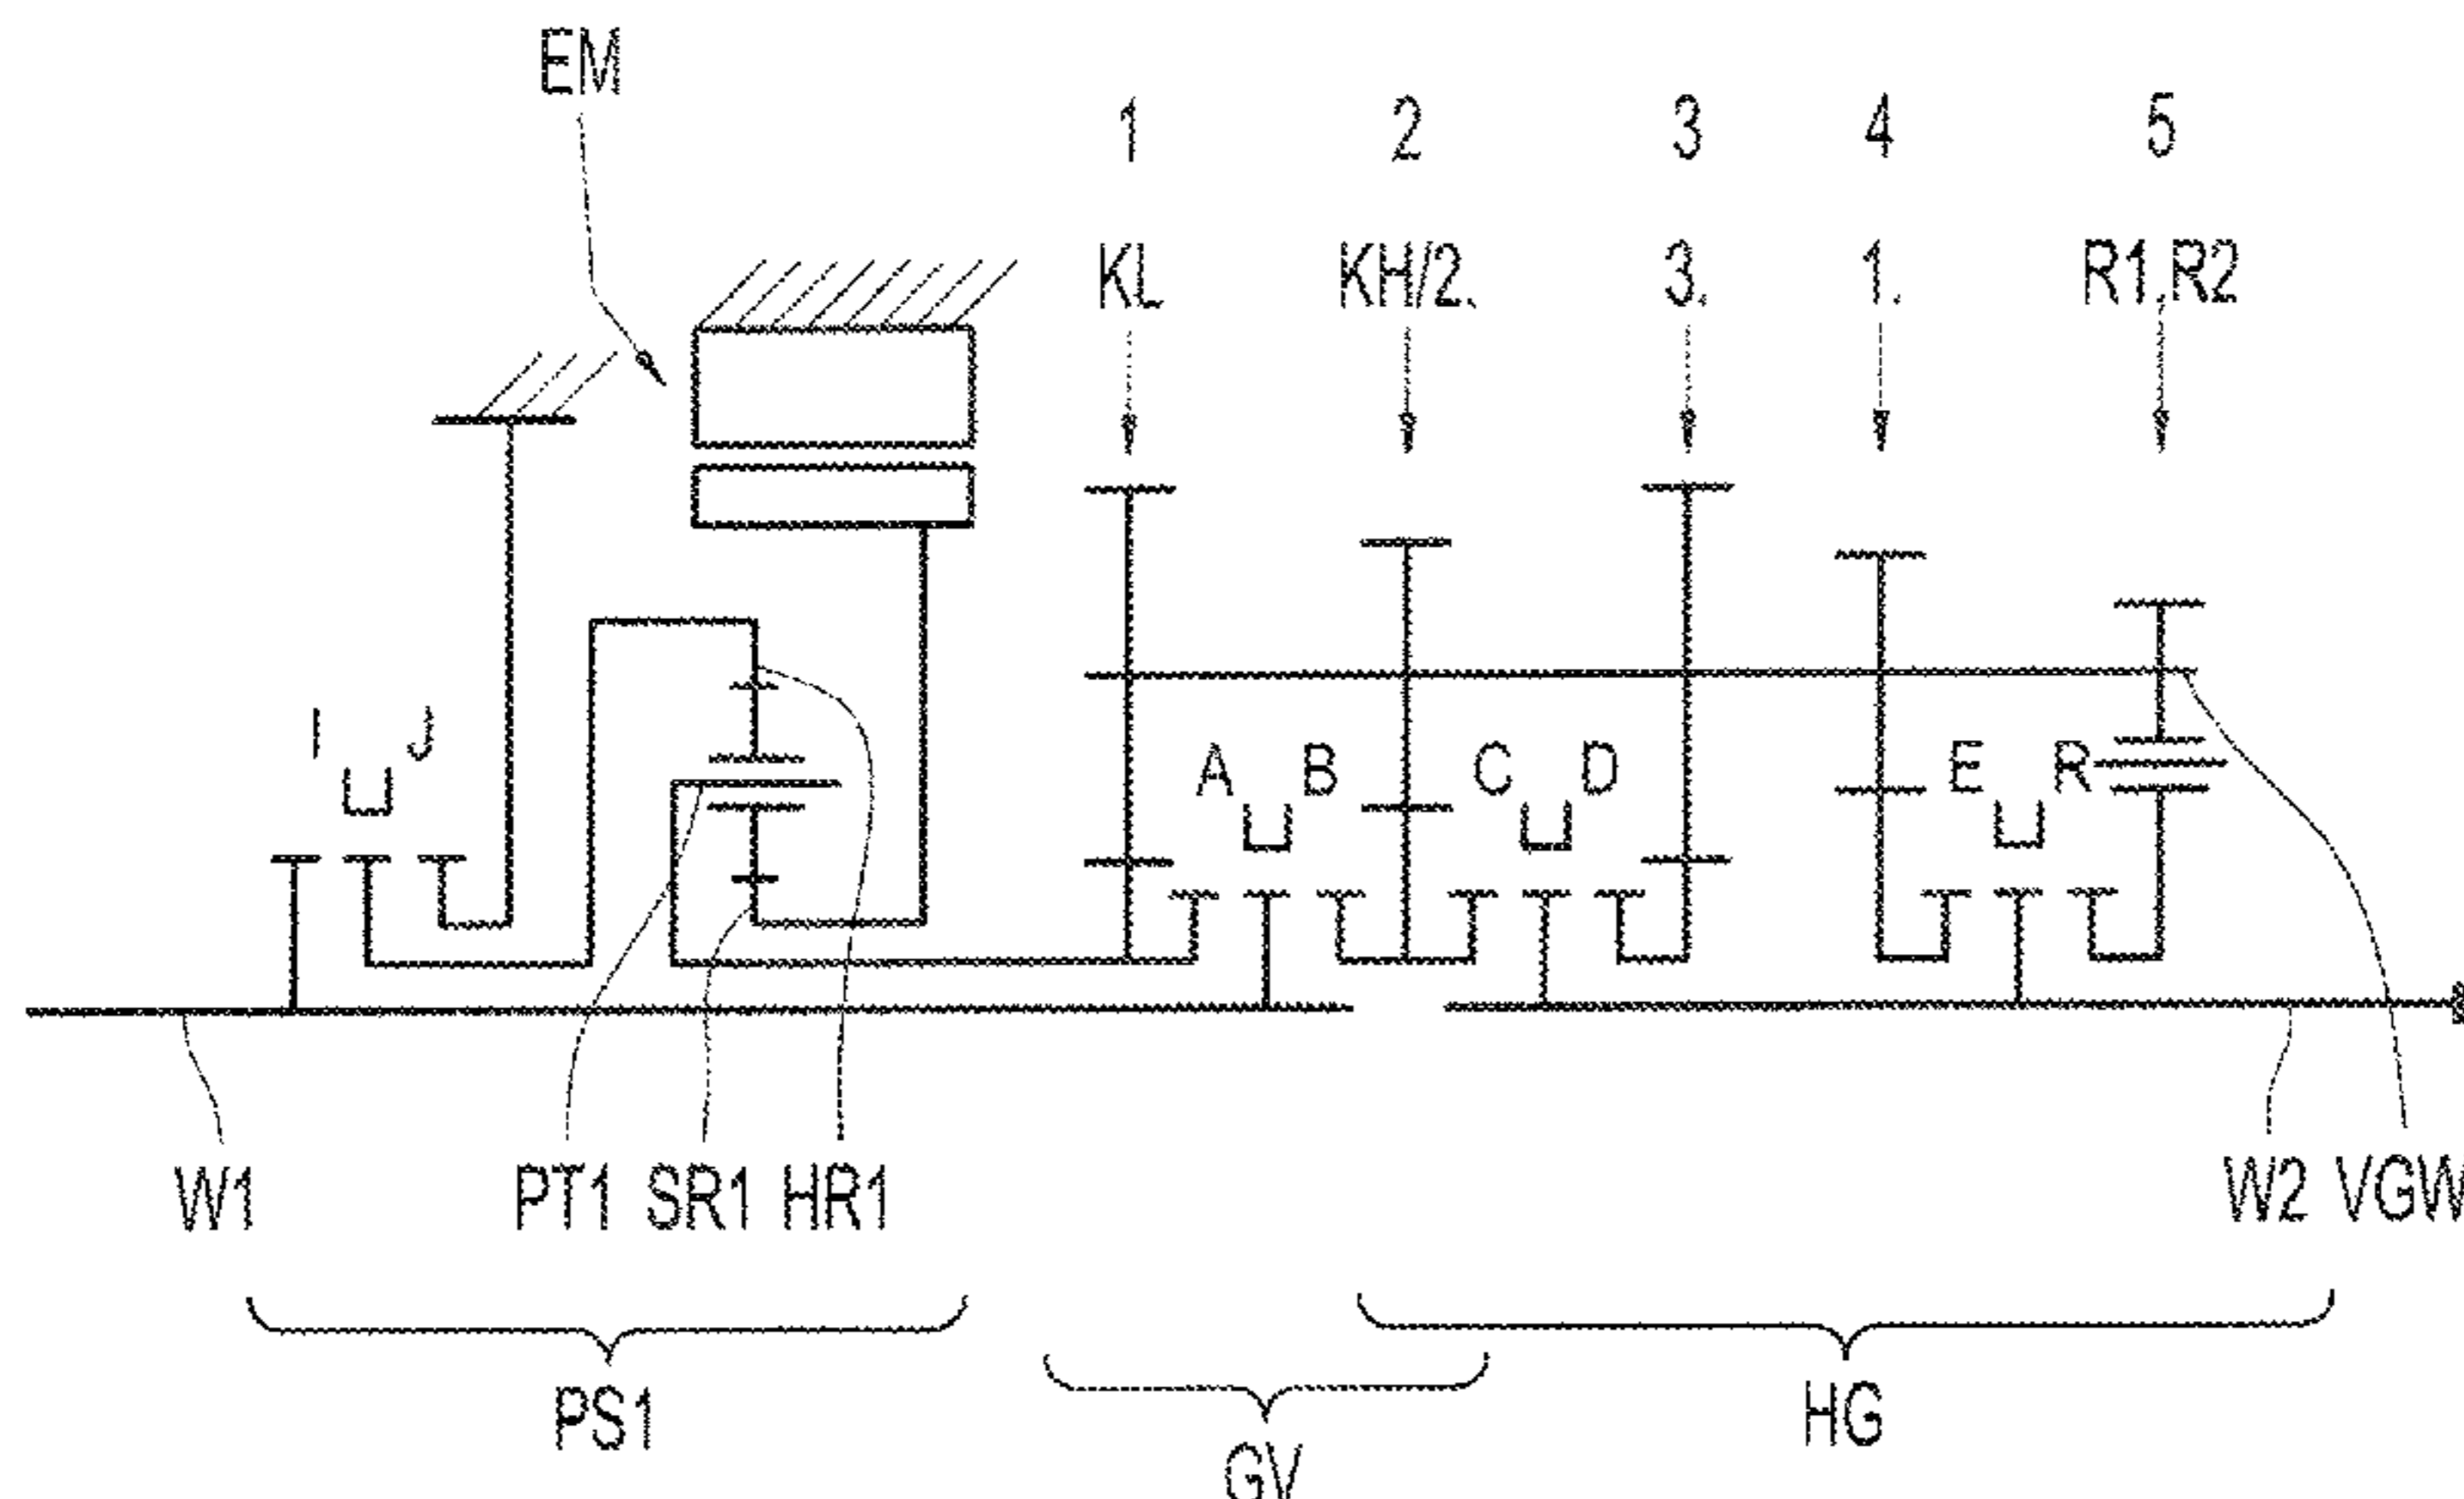 EM
1 2 3 4 5
KL KH/2. 3. 1. R1,R2
I J A B C D E R
W1 PT1 SR1 HR1 W2 VGW
PS1 GV HG